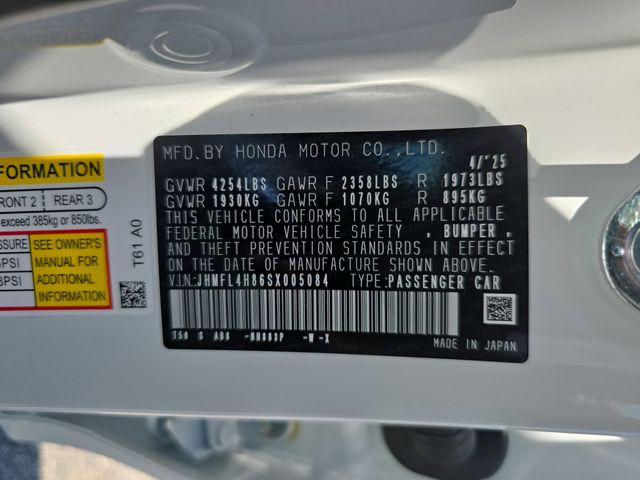 FORMATION
FRONT 2 REAR 3
exceed 385kg or 850lbs.
SEE OWNER'S
MANUAL FOR
ADDITIONAL
INFORMATION
T61 A0
MFD. BY HONDA MOTOR CO., LTD.
4/'25
GVWR 4254LBS GAWR F 2358LBS R 1973LBS
GVWR 1930KG GAWR F 1070KG R 895KG
THIS VEHICLE CONFORMS TO ALL APPLICABLE
FEDERAL MOTOR VEHICLE SAFETY , BUMPER ,
AND THEFT PREVENTION STANDARDS IN EFFECT
ON THE DATE OF MANUFACTURE SHOWN ABOVE.
V.I.N: JHMFL4H86SX005084 TYPE:PASSENGER CAR
MADE IN JAPAN